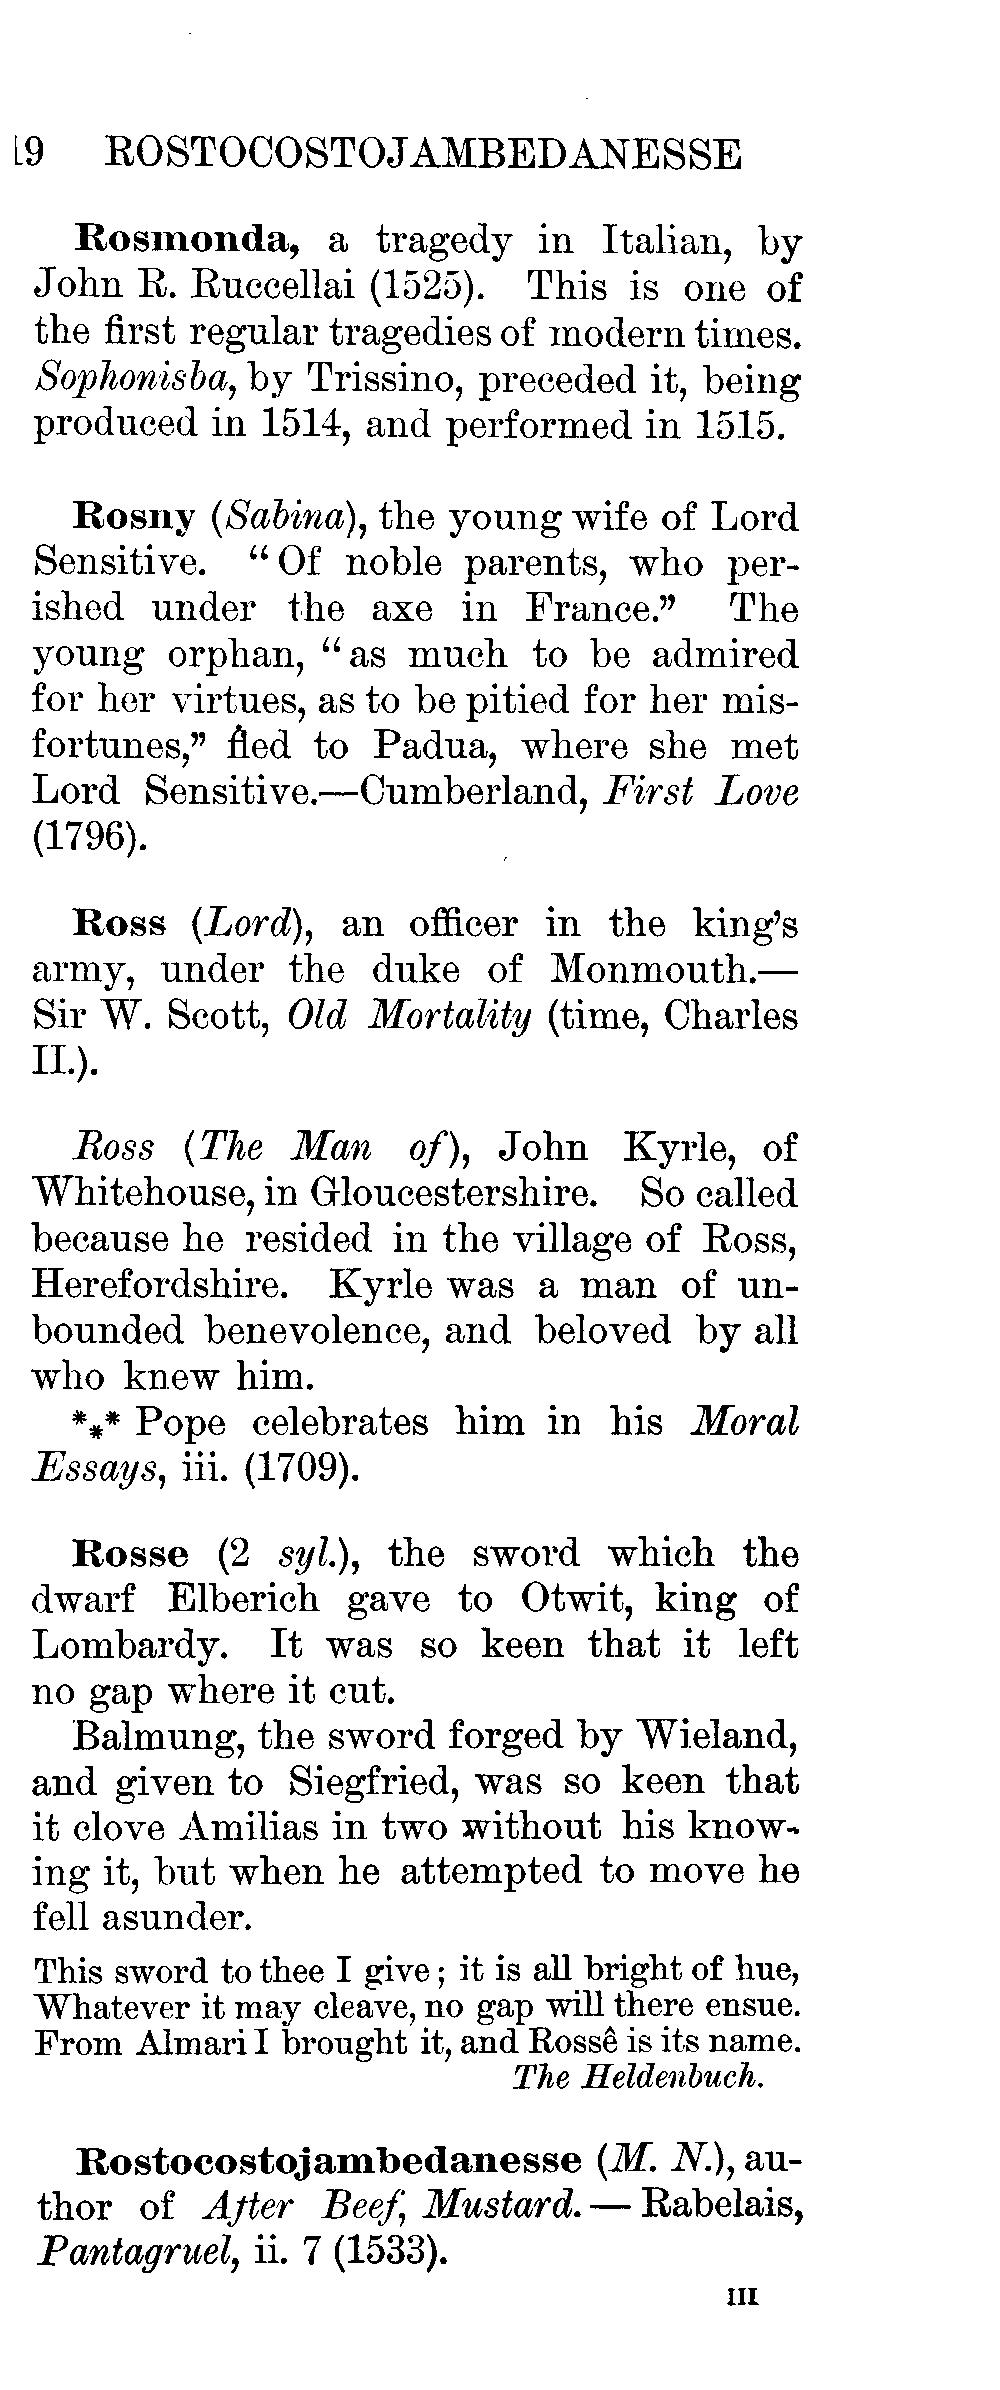 19 ROSTOCOSTOJAMBEDANESSE
Rosmonda, a tragedy in Italian, by
John R. Ruccellai (1525). This is one of
the first regular tragedies of modern times.
Sophonisba, by Trissino, preceded it, being
produced in 1514, and performed in 1515.
Rosny (Sabina), the young wife of Lord
Sensitive. “Of noble parents, who per-
ished under the axe in France.” The
young orphan, “as much to be admired
for her virtues, as to be pitied for her mis-
fortunes,” fled to Padua, where she met
Lord Sensitive.—Cumberland, First Love
(1796).
Ross (Lord), an officer in the king’s
army, under the duke of Monmouth.—
Sir W. Scott, Old Mortality (time, Charles
II.).
Ross (The Man of), John Kyrle, of
Whitehouse, in Gloucestershire. So called
because he resided in the village of Ross,
Herefordshire. Kyrle was a man of un-
bounded benevolence, and beloved by all
who knew him.
*⁎* Pope celebrates him in his Moral
Essays, iii. (1709).
Rosse (2 syl.), the sword which the
dwarf Elberich gave to Otwit, king of
Lombardy. It was so keen that it left
no gap where it cut.
Balmung, the sword forged by Wieland,
and given to Siegfried, was so keen that
it clove Amilias in two without his know-
ing it, but when he attempted to move he
fell asunder.
This sword to thee I give; it is all bright of hue,
Whatever it may cleave, no gap will there ensue.
From Almari I brought it, and Rossê is its name.
The Heldenbuch.
Rostocostojambedanesse (M. N.), au-
thor of After Beef, Mustard.—Rabelais,
Pantagruel, ii. 7 (1533).
III